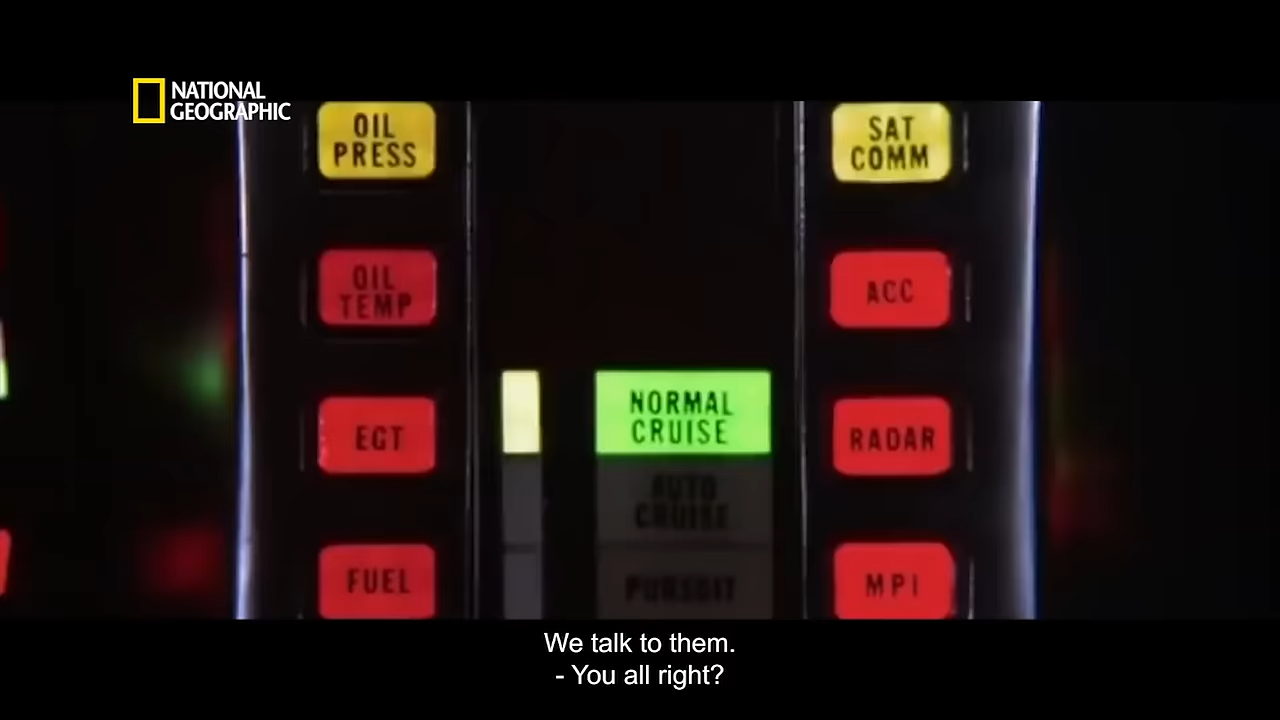 NATIONAL
GEOGRAPHIC
OIL
PRESS
SAT
COMM
OIL
TEMP
ACC
EGT
NORMAL
CRUISE
RADAR
AUTO
CRUISE
FUEL
PURSUIT
MPI
We talk to them.
- You all right?